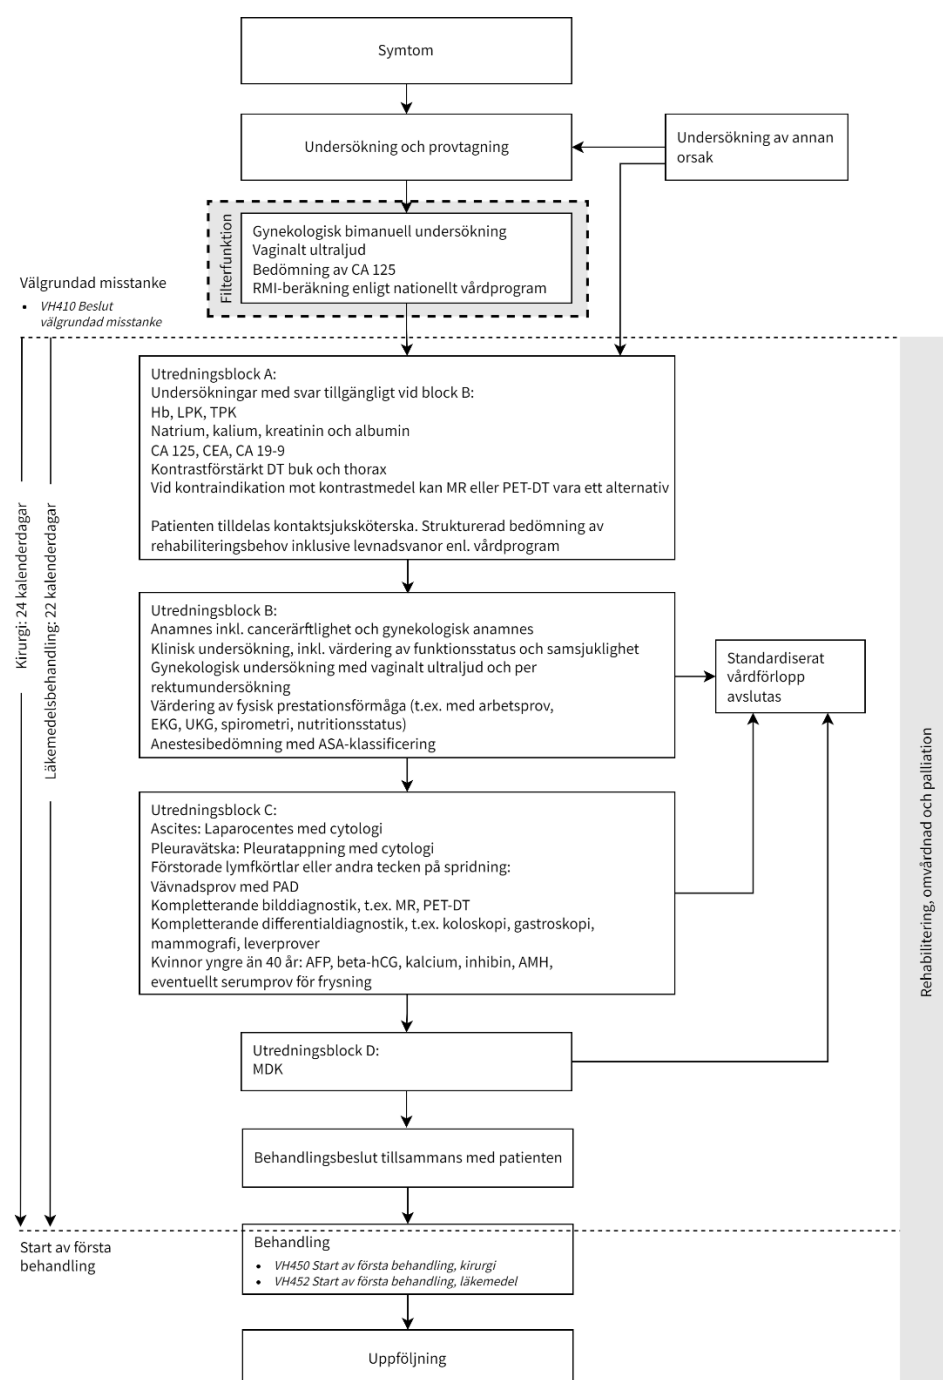 Symtom
Undersökning och provtagning
Undersökning av annan
orsak
Filterfunktion
Gynekologisk bimanuell undersökning
Vaginalt ultraljud
Bedömning av CA 125
RMI-beräkning enligt nationellt vårdprogram
Välgrundad misstanke
• VH410 Beslut
välgrundad misstanke
Utredningsblock A:
Undersökningar med svar tillgängligt vid block B:
Hb, LPK, TPK
Natrium, kalium, kreatinin och albumin
CA 125, CEA, CA 19-9
Kontrastförstärkt DT buk och thorax
Vid kontraindikation mot kontrastmedel kan MR eller PET-DT vara ett alternativ
Patienten tilldelas kontaktsjuksköterska. Strukturerad bedömning av
rehabiliteringsbehov inklusive levnadsvanor enl. vårdprogram
Kirurgi: 24 kalenderdagar
Läkemedelsbehandling: 22 kalenderdagar
Utredningsblock B:
Anamnes inkl. cancerärftlighet och gynekologisk anamnes
Klinisk undersökning, inkl. värdering av funktionsstatus och samsjuklighet
Gynekologisk undersökning med vaginalt ultraljud och per
rektumundersökning
Värdering av fysisk prestationsförmåga (t.ex. med arbetsprov,
EKG, UKG, spirometri, nutritionsstatus)
Anestesibedömning med ASA-klassificering
Standardiserat
vårdförlopp
avslutas
Utredningsblock C:
Ascites: Laparocentes med cytologi
Pleuravätska: Pleuratappning med cytologi
Förstorade lymfkörtlar eller andra tecken på spridning:
Vävnadsprov med PAD
Kompletterande bilddiagnostik, t.ex. MR, PET-DT
Kompletterande differentialdiagnostik, t.ex. koloskopi, gastroskopi,
mammografi, leverprover
Kvinnor yngre än 40 år: AFP, beta-hCG, kalcium, inhibin, AMH,
eventuellt serumprov för frysning
Rehabilitering, omvårdnad och palliation
Utredningsblock D:
MDK
Behandlingsbeslut tillsammans med patienten
Start av första
behandling
Behandling
• VH450 Start av första behandling, kirurgi
• VH452 Start av första behandling, läkemedel
Uppföljning